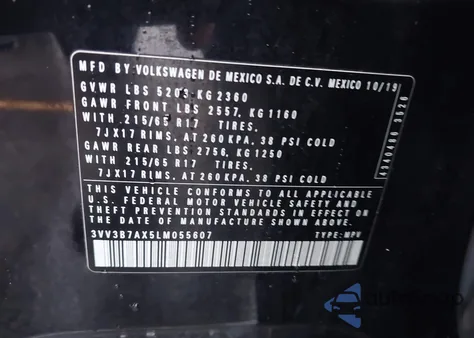 MFD BY VOLKSWAGEN DE MEXICO S.A. DE C.V. MEXICO 10/19
GVWR LBS 5203 KG 2360
GAWR FRONT LBS 2557, KG 1160
WITH 215/65 R17 TIRES,
7JX17 RIMS, AT 260 KPA, 38 PSI COLD
GAWR REAR LBS 2756, KG 1250
WITH 215/65 R17 TIRES,
7JX17 RIMS, AT 260 KPA, 38 PSI COLD
THIS VEHICLE CONFORMS TO ALL APPLICABLE
U.S. FEDERAL MOTOR VEHICLE SAFETY AND
THEFT PREVENTION STANDARDS IN EFFECT ON
THE DATE OF MANUFACTURE SHOWN ABOVE.
3VV3B7AX5LM055607 TYPE: MPV